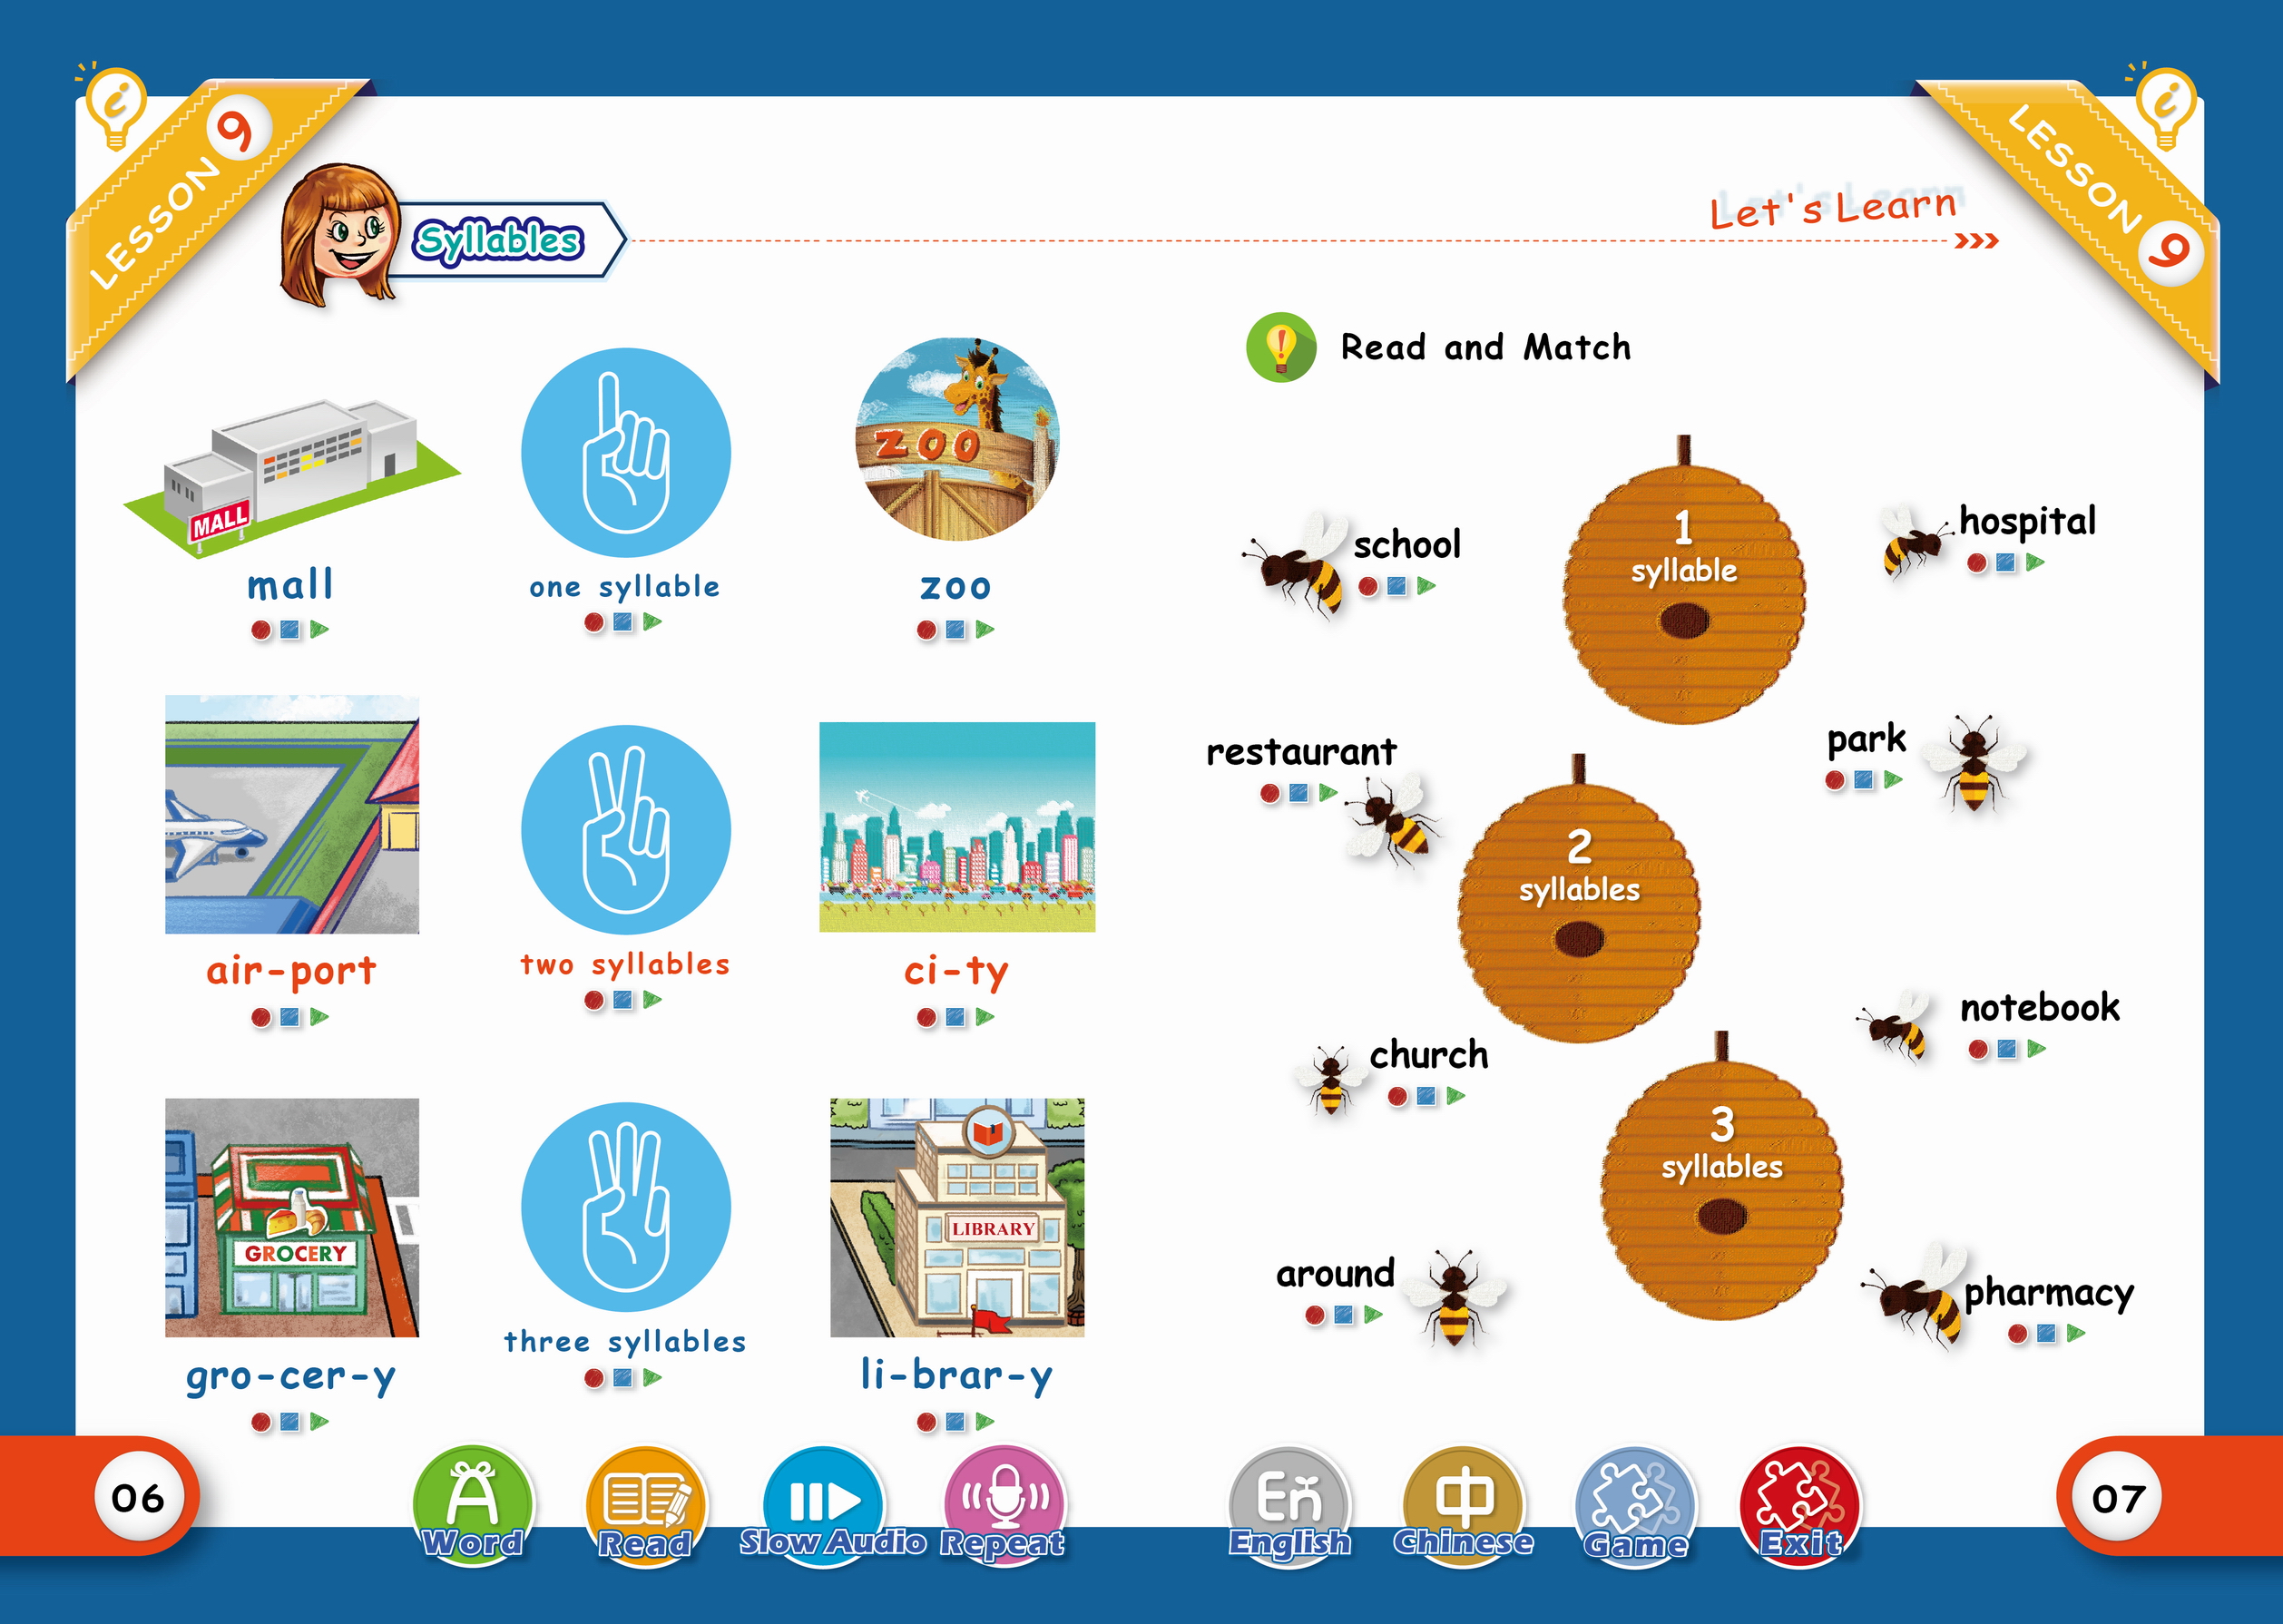 LESSON 9
Syllables
Let's Learn
LESSON 9
MALL
mall
one syllable
ZOO
zoo
air-port
two syllables
ci-ty
GROCERY
gro-cer-y
three syllables
LIBRARY
li-brar-y
Read and Match
1
syllable
school
hospital
restaurant
park
2
syllables
church
notebook
3
syllables
around
pharmacy
06
Word
Read
Slow Audio
Repeat
En
English
中
Chinese
Game
Exit
07